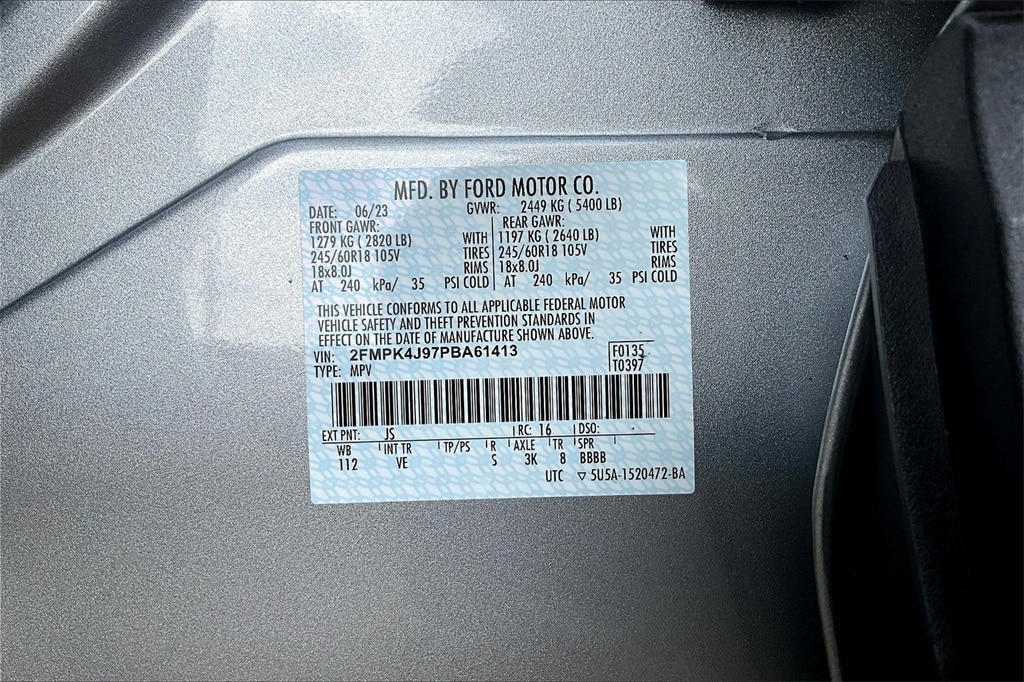 MFD. BY FORD MOTOR CO.
DATE: 06/23 GVWR: 2449 KG ( 5400 LB)
FRONT GAWR: REAR GAWR:
1279 KG ( 2820 LB) WITH 1197 KG ( 2640 LB) WITH
245/60R18 105V TIRES 245/60R18 105V TIRES
18x8.0J RIMS 18x8.0J RIMS
AT 240 kPa/ 35 PSI COLD AT 240 kPa/ 35 PSI COLD
THIS VEHICLE CONFORMS TO ALL APPLICABLE FEDERAL MOTOR
VEHICLE SAFETY AND THEFT PREVENTION STANDARDS IN
EFFECT ON THE DATE OF MANUFACTURE SHOWN ABOVE.
VIN: 2FMPK4J97PBA61413 F0135
TYPE: MPV T0397
EXT PNT: JS RC: 16 DSO:
WB INT TR TP/PS R AXLE TR SPR
112 VE S 3K 8 BBBB
UTC ▽ 5U5A-1520472-BA